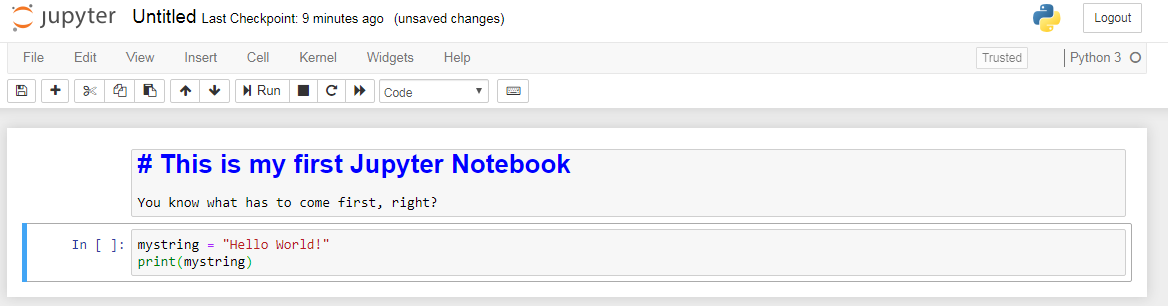 jupyter Untitled Last Checkpoint: 9 minutes ago (unsaved changes) Logout
File Edit View Insert Cell Kernel Widgets Help Trusted Python 3
Run Code
# This is my first Jupyter Notebook
You know what has to come first, right?
In [ ]: mystring = "Hello World!"
print(mystring)